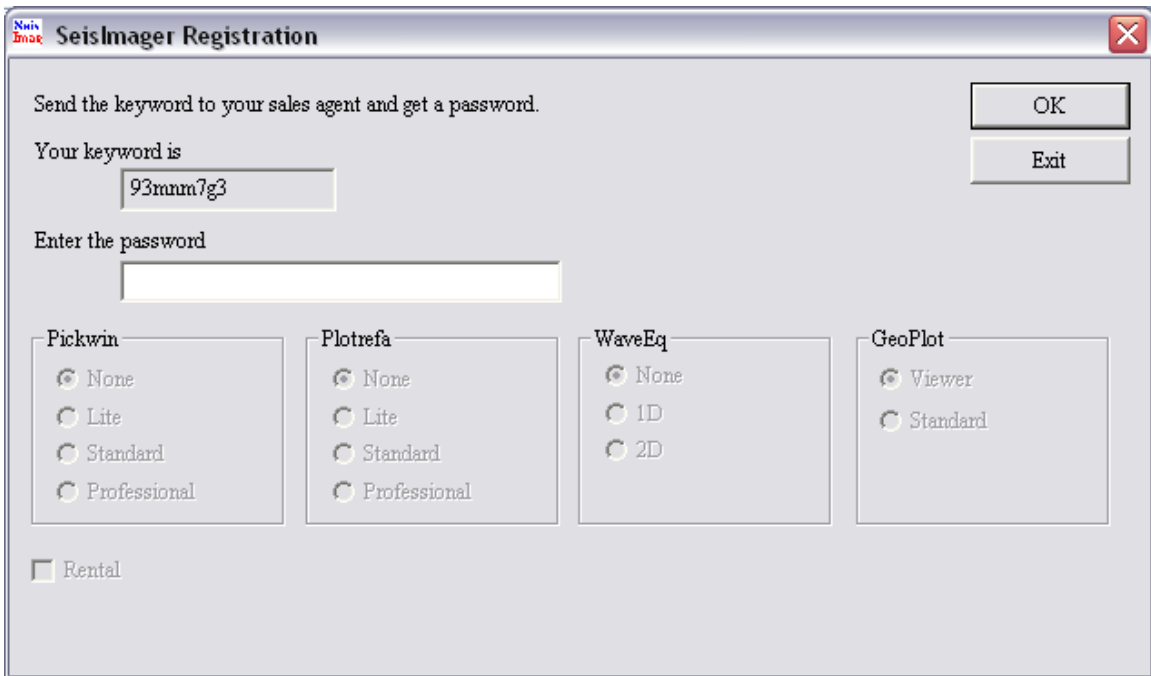 Seis
Imag
SeisImager Registration
Send the keyword to your sales agent and get a password.
OK
Your keyword is
Exit
93mnm7g3
Enter the password
Pickwin
Plotrefa
WaveEq
GeoPlot
None
None
None
Viewer
Lite
Lite
1D
Standard
Standard
Standard
2D
Professional
Professional
Rental